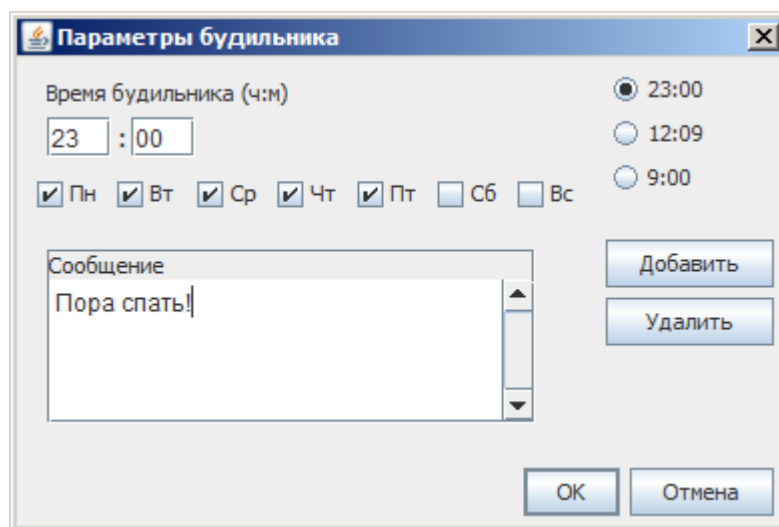 Параметры будильника
Время будильника (ч:м)
23 : 00
Пн Вт Ср Чт Пт Сб Вс
23:00
12:09
9:00
Сообщение
Пора спать!
Добавить
Удалить
OK Отмена